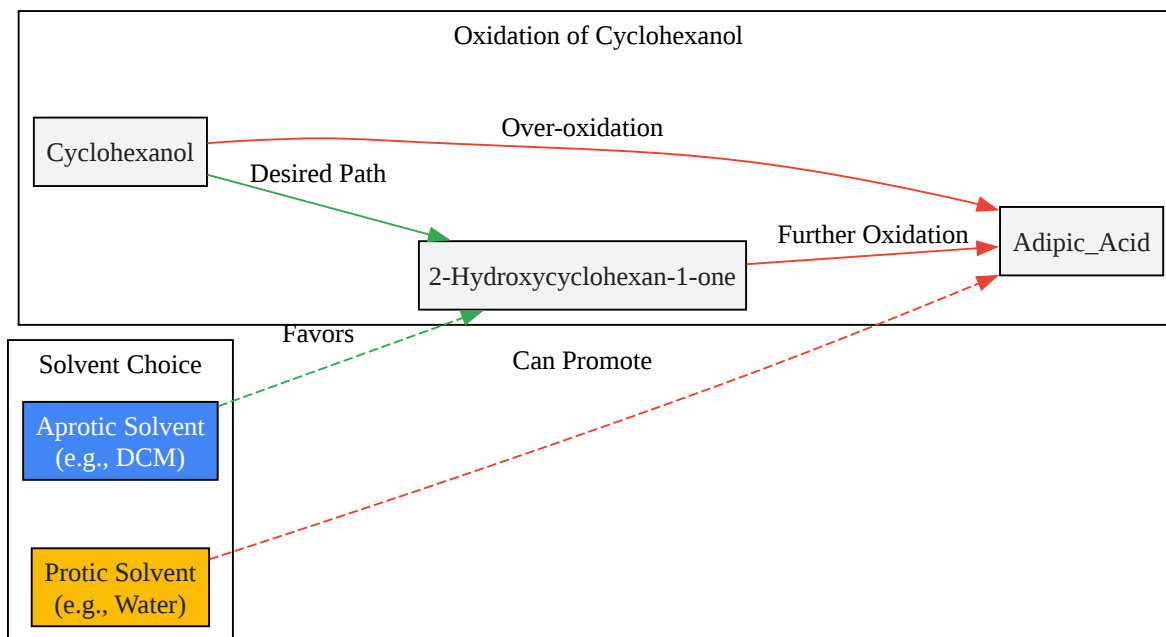 Oxidation of Cyclohexanol
Over-oxidation
Cyclohexanol
Desired Path
Further Oxidation
Adipic_Acid
2-Hydroxycyclohexan-1-one
Favors
Can Promote
Solvent Choice
Aprotic Solvent
(e.g., DCM)
Protic Solvent
(e.g., Water)